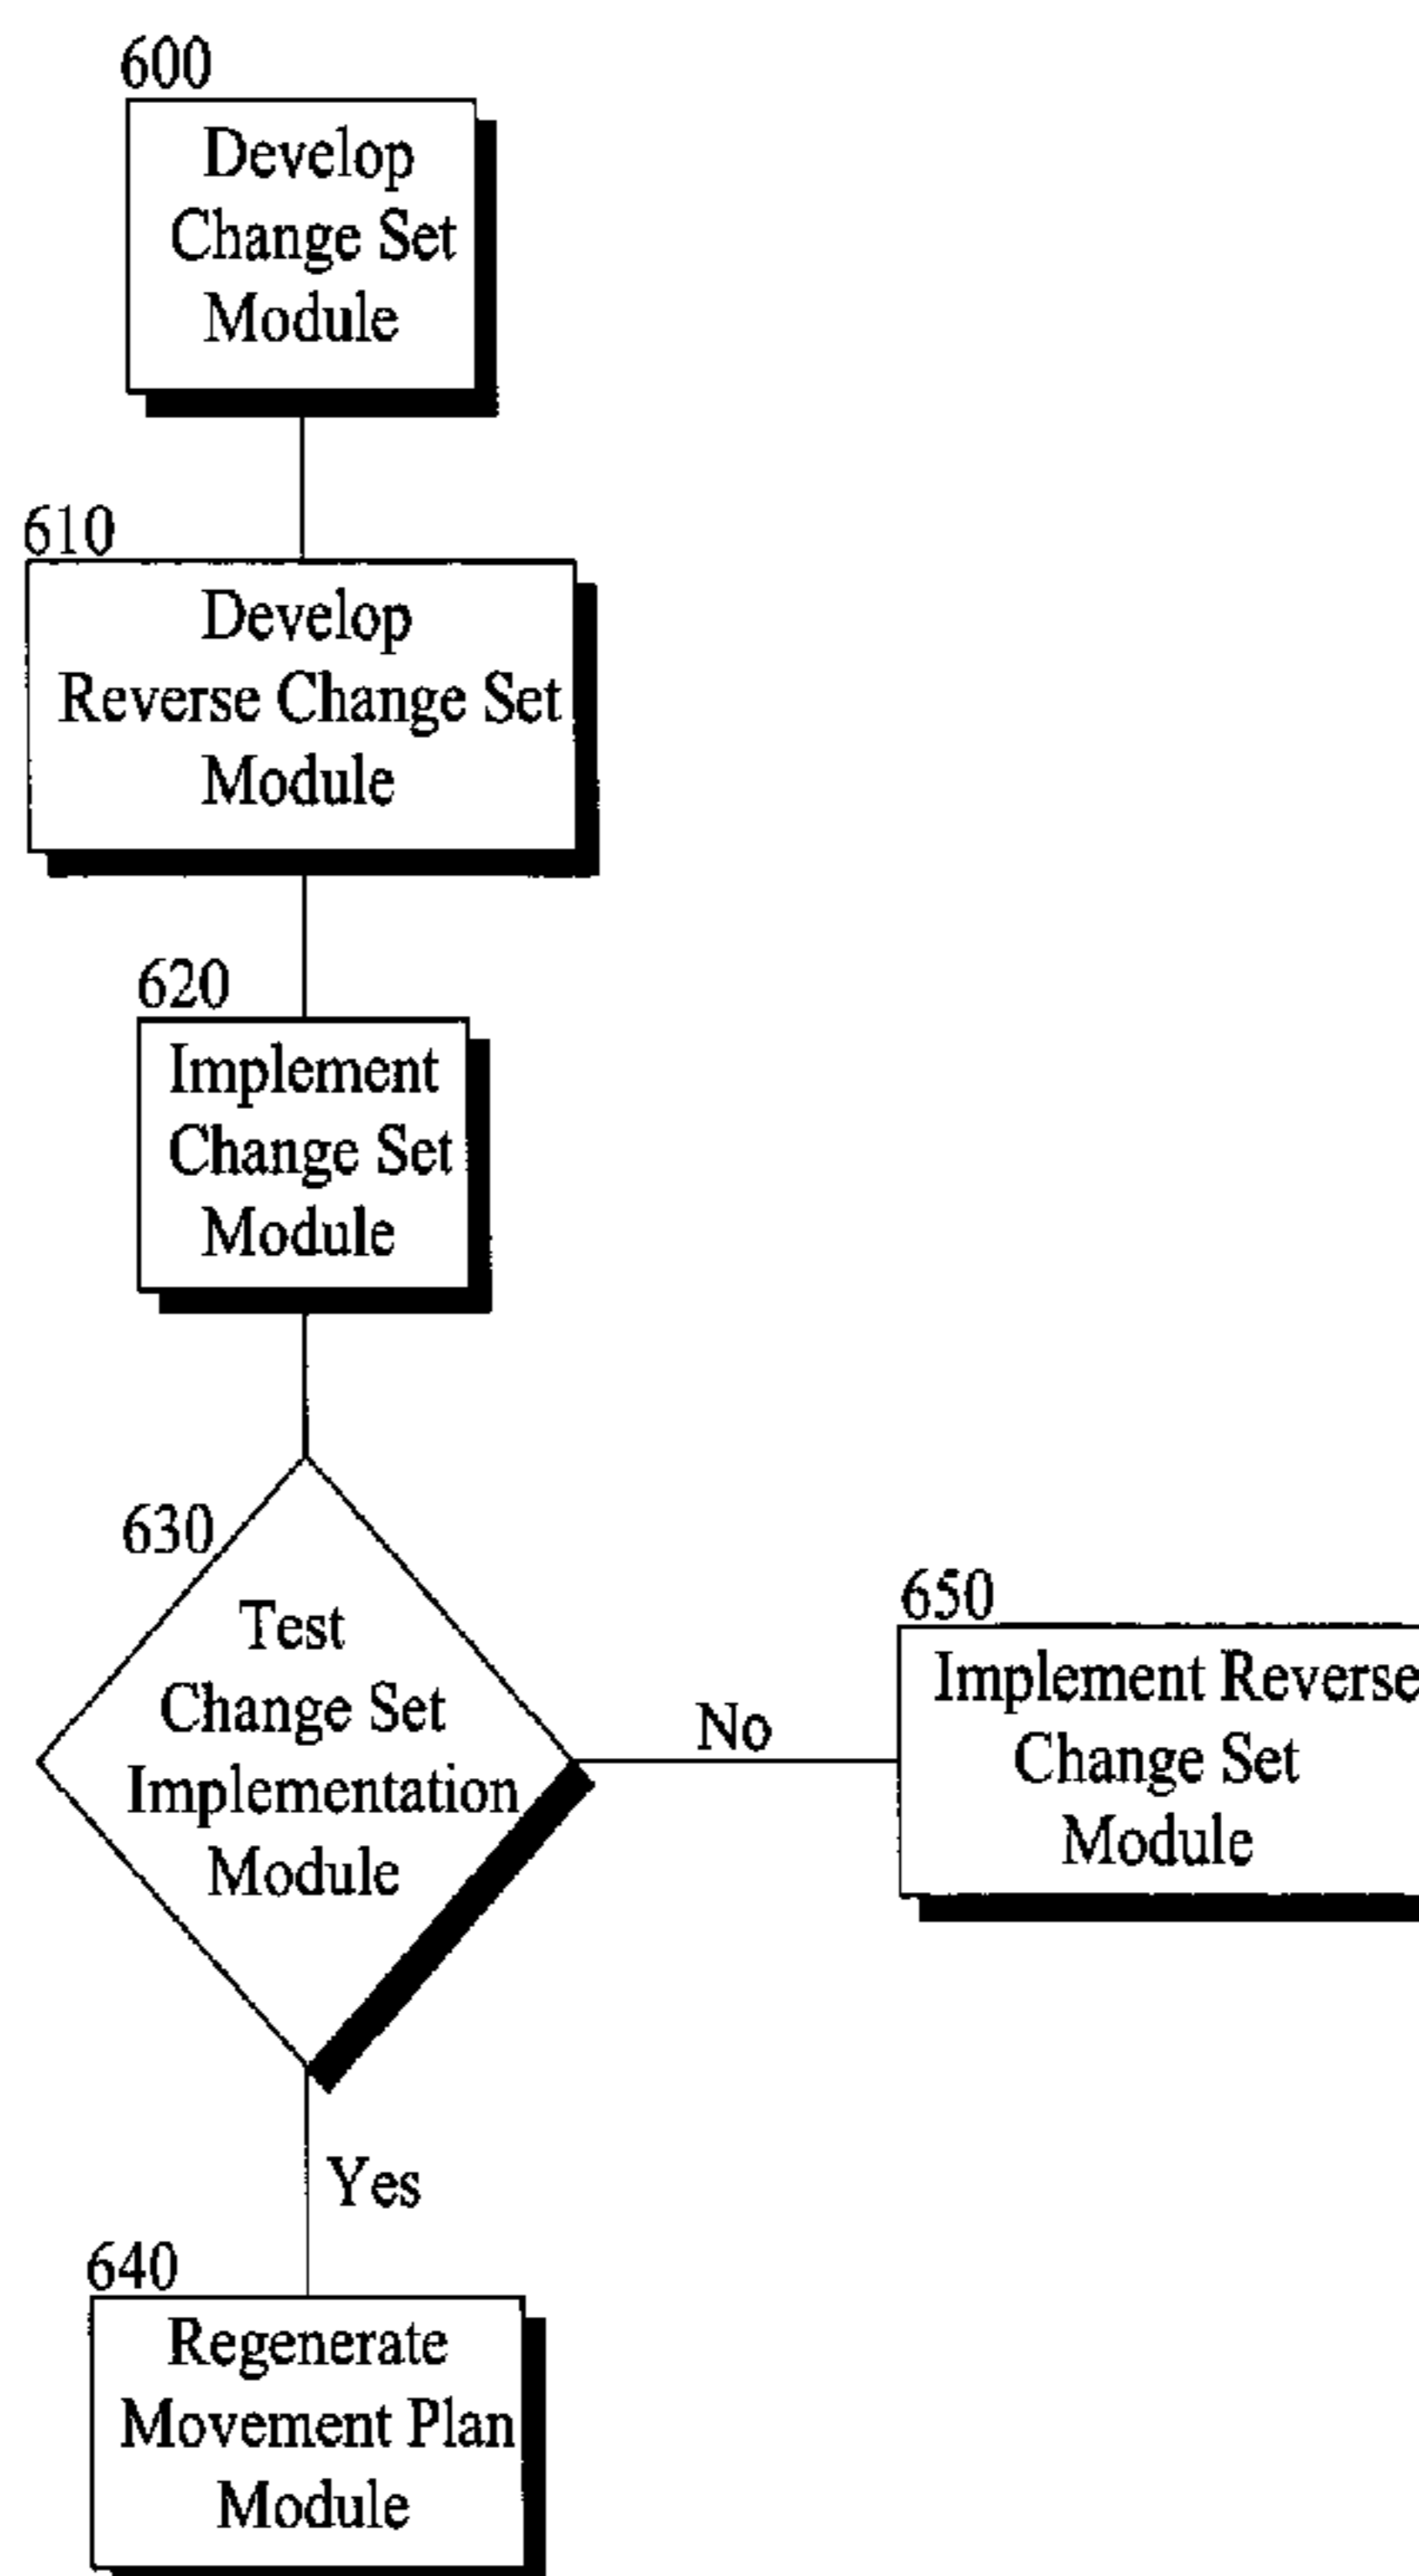 600
Develop
Change Set
Module
610
Develop
Reverse Change Set
Module
620
Implement
Change Set
Module
630
Test
Change Set
Implementation
Module
No
650
Implement Reverse
Change Set
Module
Yes
640
Regenerate
Movement Plan
Module